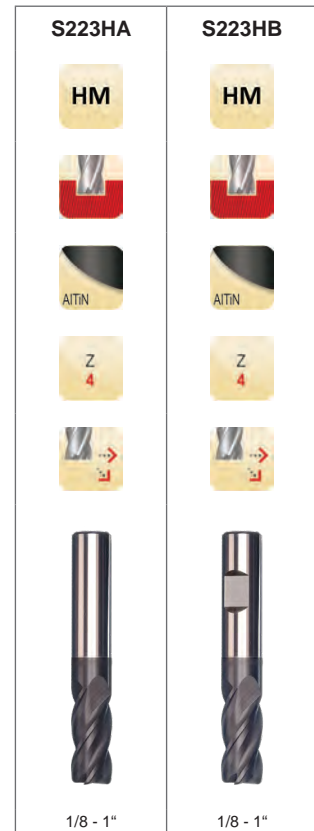 S223HA S223HB
HM HM
AlTiN AlTiN
Z Z
4 4
1/8 - 1“ 1/8 - 1“